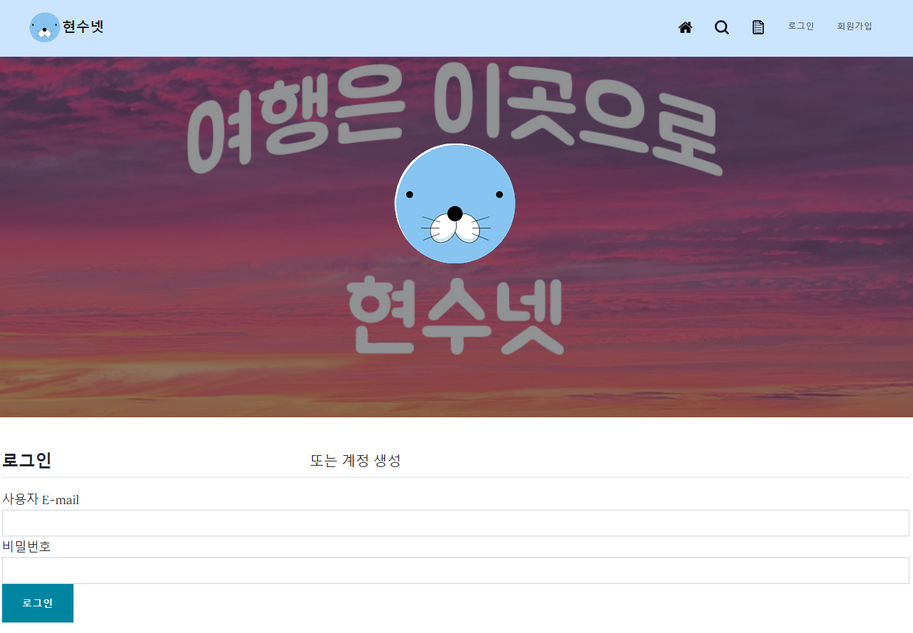 현수넷
로그인 회원가입
여행은 이곳으로
현수넷
로그인 또는 계정 생성
사용자 E-mail
비밀번호
로그인